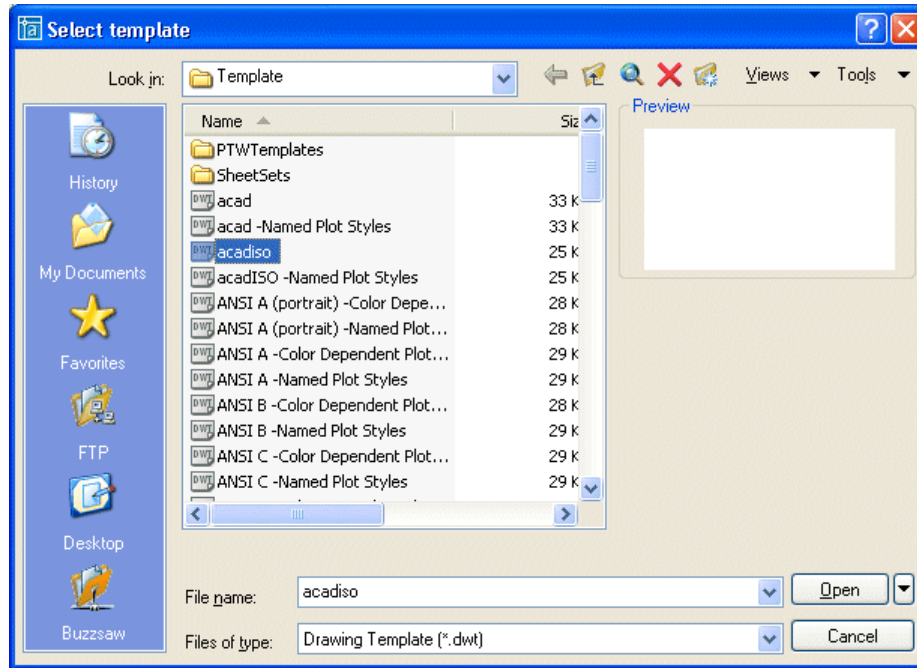 Select template
Look in:
Template
Views
Tools
History
My Documents
Favorites
FTP
Desktop
Buzzsaw
Name
Siz
PTWTemplates
SheetSets
acad
33 K
acad -Named Plot Styles
33 K
acadiso
25 K
acadISO -Named Plot Styles
25 K
ANSI A (portrait) -Color Depe...
28 K
ANSI A (portrait) -Named Plot...
28 K
ANSI A -Color Dependent Plot...
29 K
ANSI A -Named Plot Styles
29 K
ANSI B -Color Dependent Plot...
28 K
ANSI B -Named Plot Styles
29 K
ANSI C -Color Dependent Plot...
29 K
ANSI C -Named Plot Styles
29 K
Preview
File name:
acadiso
Open
Files of type:
Drawing Template (*.dwt)
Cancel